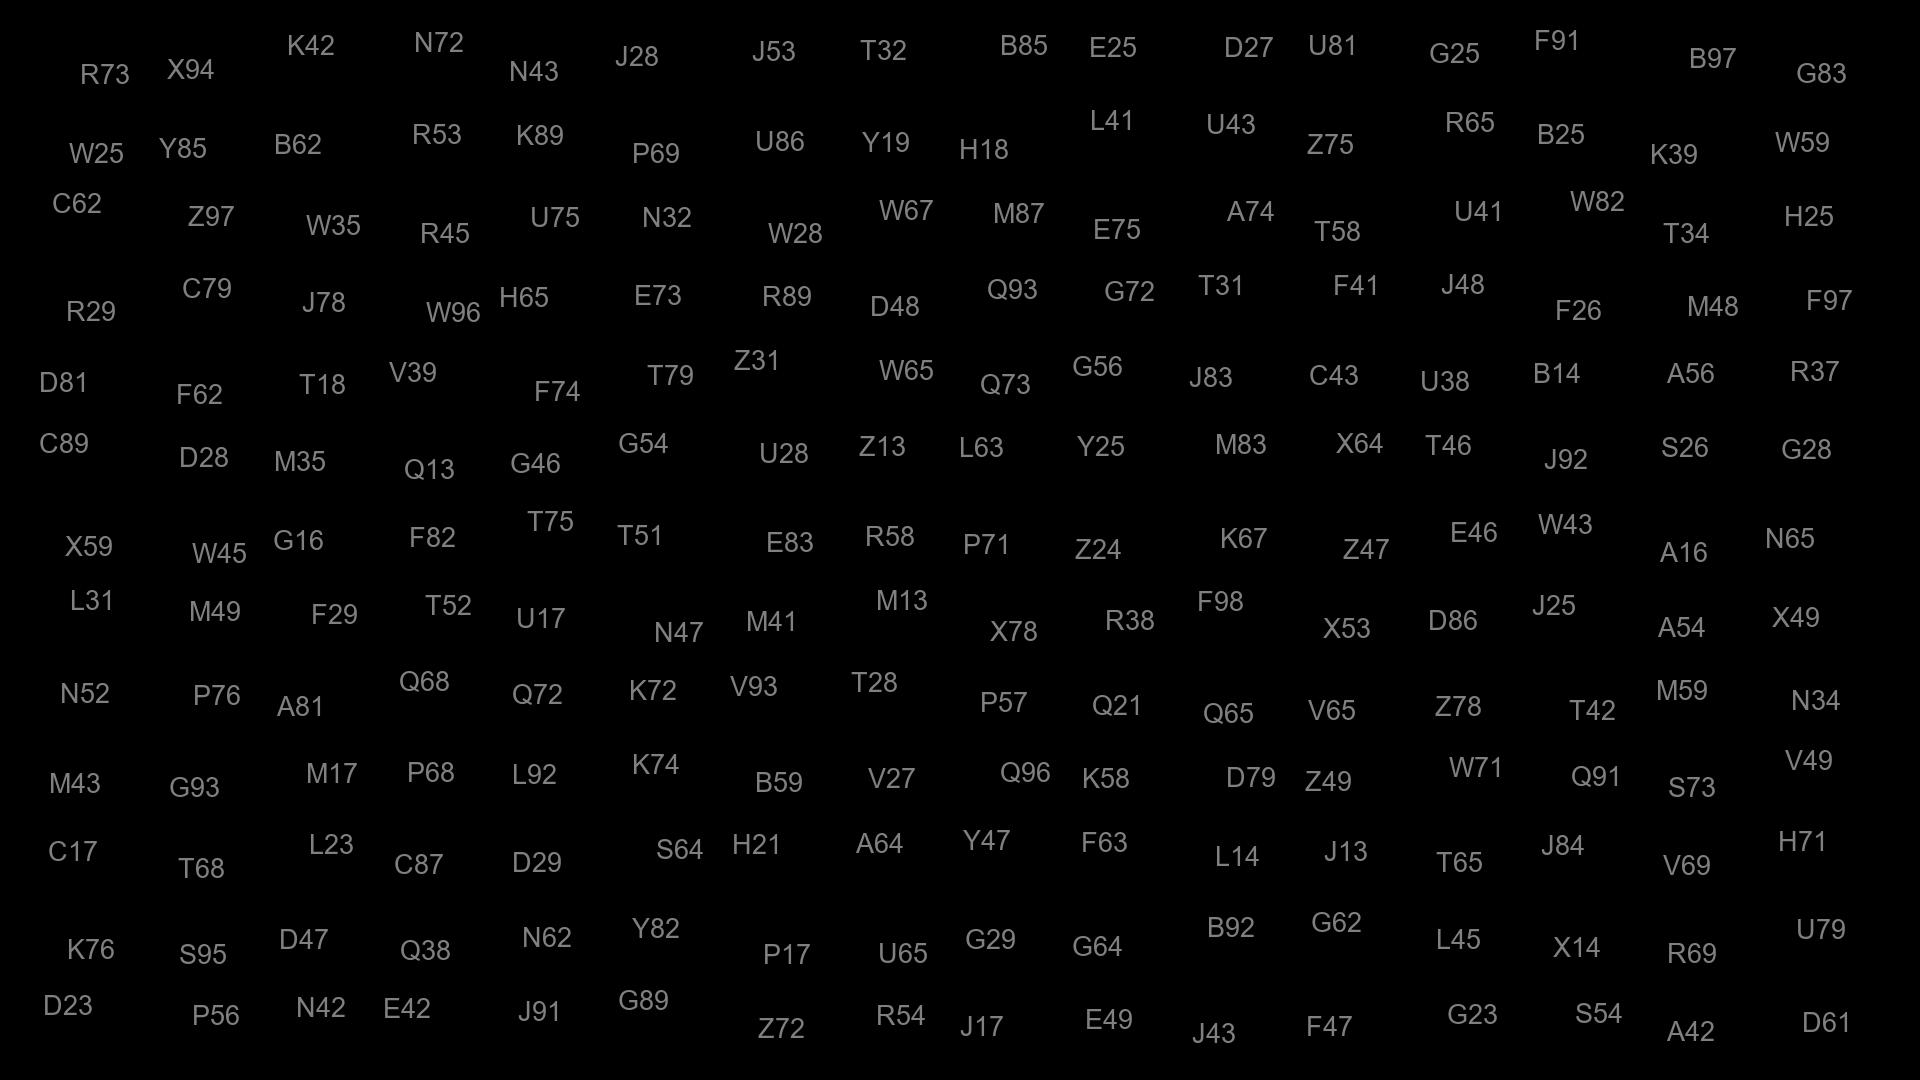 R73 X94 K42 N72 N43 J28 J53 T32 B85 E25 D27 U81 G25 F91 B97 G83
W25 Y85 B62 R53 K89 P69 U86 Y19 H18 L41 U43 Z75 R65 B25 K39 W59
C62 Z97 W35 R45 U75 N32 W28 W67 M87 E75 A74 T58 U41 W82 T34 H25
R29 C79 J78 W96 H65 E73 R89 D48 Q93 G72 T31 F41 J48 F26 M48 F97
D81 F62 T18 V39 F74 T79 Z31 W65 Q73 G56 J83 C43 U38 B14 A56 R37
C89 D28 M35 Q13 G46 G54 U28 Z13 L63 Y25 M83 X64 T46 J92 S26 G28
X59 W45 G16 F82 T75 T51 E83 R58 P71 Z24 K67 Z47 E46 W43 A16 N65
L31 M49 F29 T52 U17 N47 M41 M13 X78 R38 F98 X53 D86 J25 A54 X49
N52 P76 A81 Q68 Q72 K72 V93 T28 P57 Q21 Q65 V65 Z78 T42 M59 N34
M43 G93 M17 P68 L92 K74 B59 V27 Q96 K58 D79 Z49 W71 Q91 S73 V49
C17 T68 L23 C87 D29 S64 H21 A64 Y47 F63 L14 J13 T65 J84 V69 H71
K76 S95 D47 Q38 N62 Y82 P17 U65 G29 G64 B92 G62 L45 X14 R69 U79
D23 P56 N42 E42 J91 G89 Z72 R54 J17 E49 J43 F47 G23 S54 A42 D61